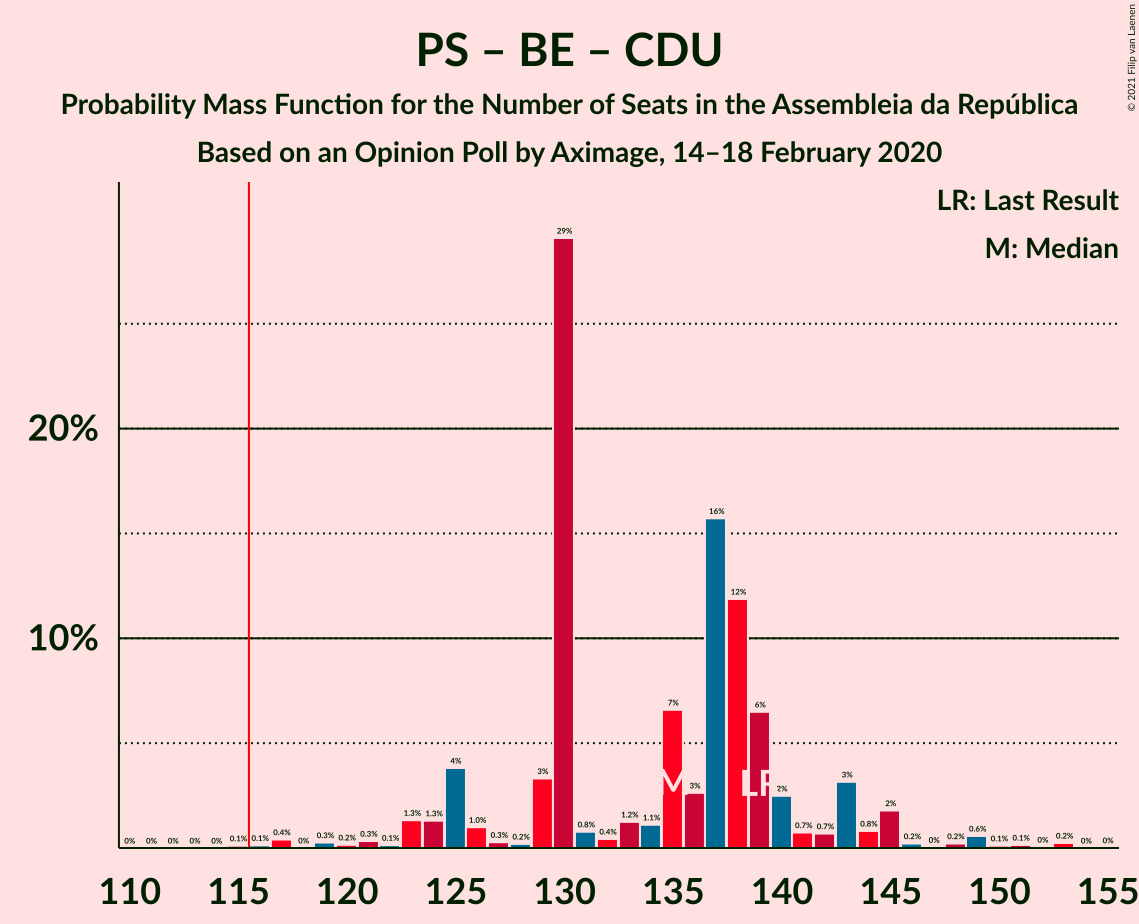 PS – BE – CDU
Probability Mass Function for the Number of Seats in the Assembleia da República
Based on an Opinion Poll by Aximage, 14–18 February 2020
© 2021 Filip van Laenen
LR: Last Result
M: Median
20%
10%
0% 0% 0% 0% 0% 0.1% 0.1% 0.4% 0% 0.3% 0.2% 0.3% 0.1% 1.3% 1.3% 4% 1.0% 0.3% 0.2% 3% 29% 0.8% 0.4% 1.2% 1.1% 7% 3% 16% 12% 6% 2% 0.7% 0.7% 3% 0.8% 2% 0.2% 0% 0.2% 0.6% 0.1% 0.1% 0% 0.2% 0% 0%
M LR
110 115 120 125 130 135 140 145 150 155